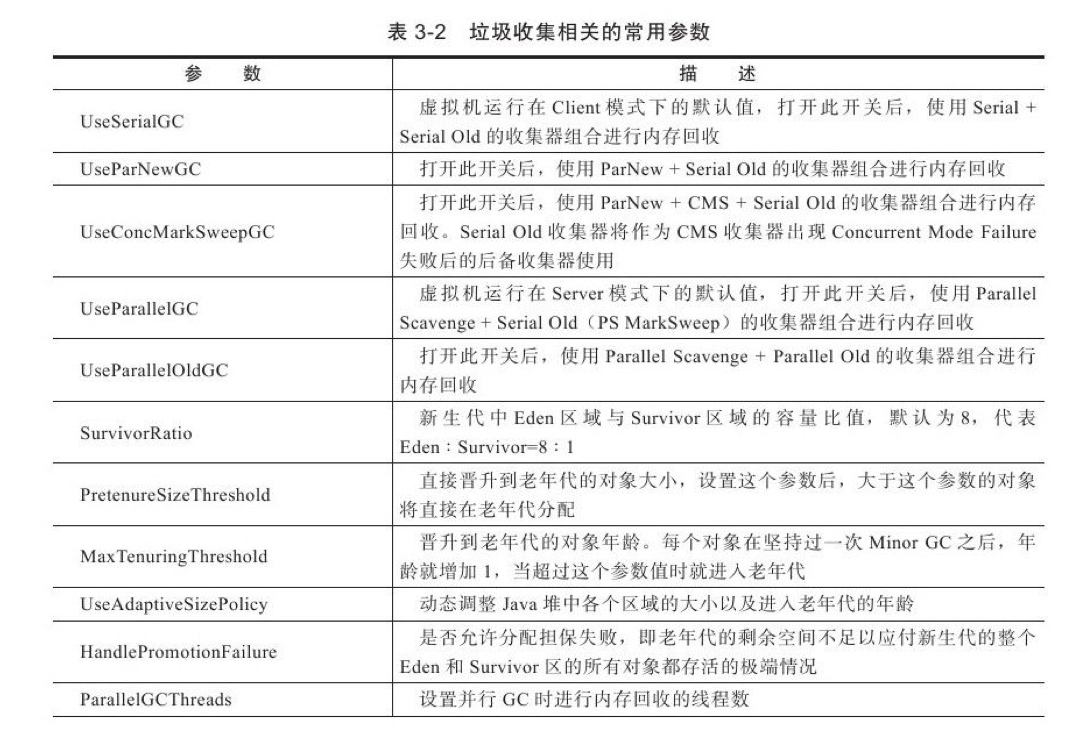 表 3-2 垃圾收集相关的常用参数
参 数 描 述
UseSerialGC
虚拟机运行在 Client 模式下的默认值，打开此开关后，使用 Serial +
Serial Old 的收集器组合进行内存回收
UseParNewGC
打开此开关后，使用 ParNew + Serial Old 的收集器组合进行内存回收
UseConcMarkSweepGC
打开此开关后，使用 ParNew + CMS + Serial Old 的收集器组合进行内存
回收。Serial Old 收集器将作为 CMS 收集器出现 Concurrent Mode Failure
失败后的后备收集器使用
UseParallelGC
虚拟机运行在 Server 模式下的默认值，打开此开关后，使用 Parallel
Scavenge + Serial Old（PS MarkSweep）的收集器组合进行内存回收
UseParallelOldGC
打开此开关后，使用 Parallel Scavenge + Parallel Old 的收集器组合进行
内存回收
SurvivorRatio
新生代中 Eden 区域与 Survivor 区域的容量比值，默认为 8，代表
Eden：Survivor=8：1
PretenureSizeThreshold
直接晋升到老年代的对象大小，设置这个参数后，大于这个参数的对象
将直接在老年代分配
MaxTenuringThreshold
晋升到老年代的对象年龄。每个对象在坚持过一次 Minor GC 之后，年
龄就增加 1，当超过这个参数值时就进入老年代
UseAdaptiveSizePolicy
动态调整 Java 堆中各个区域的大小以及进入老年代的年龄
HandlePromotionFailure
是否允许分配担保失败，即老年代的剩余空间不足以应付新生代的整个
Eden 和 Survivor 区的所有对象都存活的极端情况
ParallelGCThreads
设置并行 GC 时进行内存回收的线程数